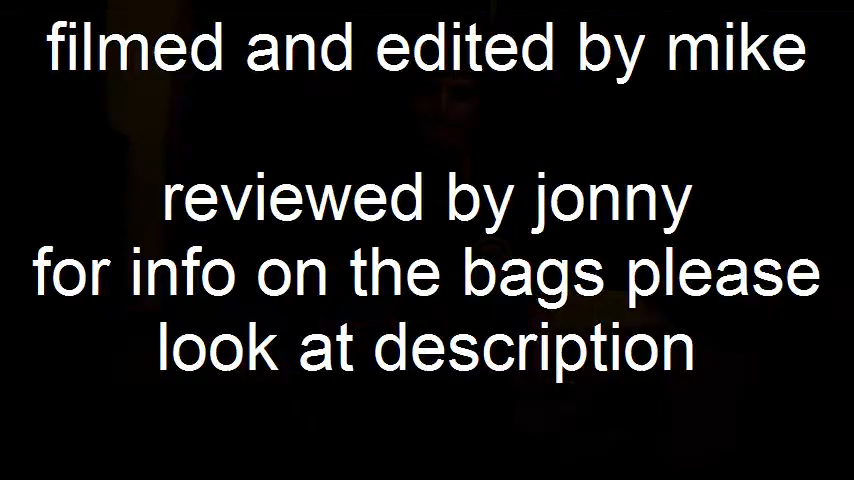 filmed and edited by mike
reviewed by jonny
for info on the bags please
look at description